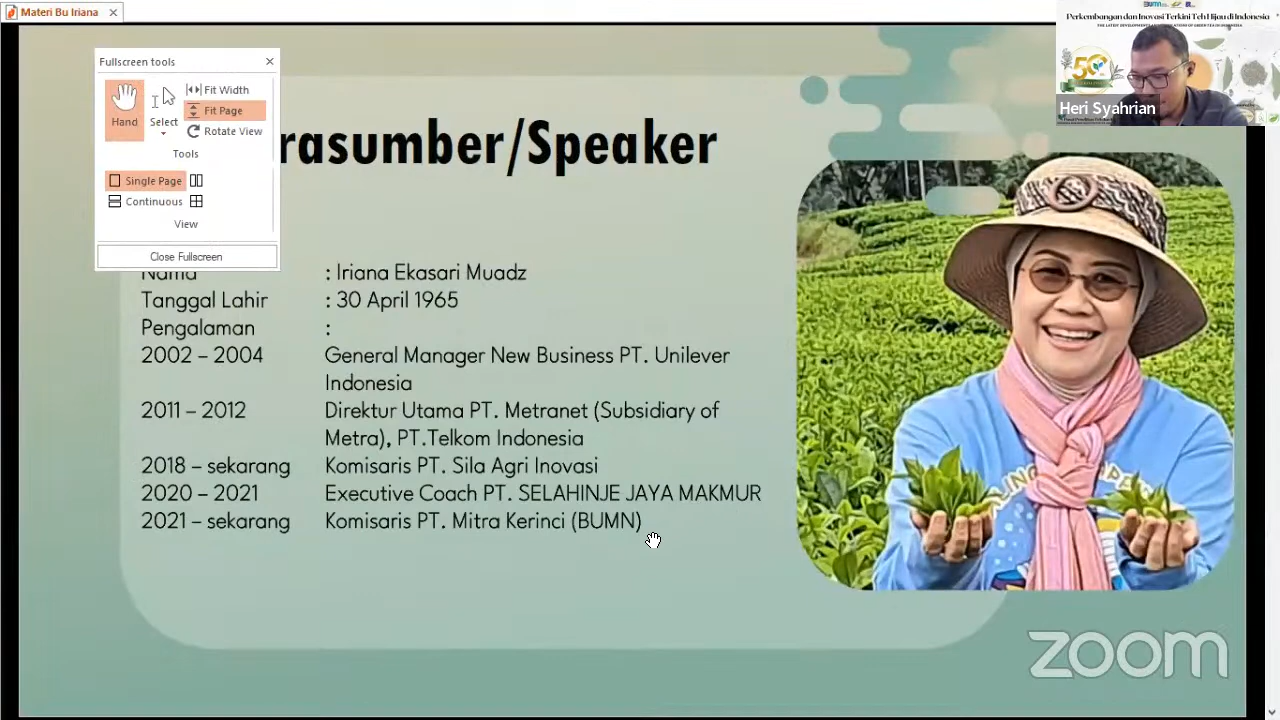 Materi Bu Iriana
Perkembangan dan Inovasi Terkini Teh Hijau di Indonesia
Heri Syahrian
Fullscreen tools
Hand
Select
Fit Width
Fit Page
Rotate View
Tools
Single Page
Continuous
View
Close Fullscreen
rasumber/Speaker
Nama : Iriana Ekasari Muadz
Tanggal Lahir : 30 April 1965
Pengalaman :
2002 – 2004 General Manager New Business PT. Unilever
Indonesia
2011 – 2012 Direktur Utama PT. Metranet (Subsidiary of
Metra), PT.Telkom Indonesia
2018 – sekarang Komisaris PT. Sila Agri Inovasi
2020 – 2021 Executive Coach PT. SELAHINJE JAYA MAKMUR
2021 – sekarang Komisaris PT. Mitra Kerinci (BUMN)
zoom